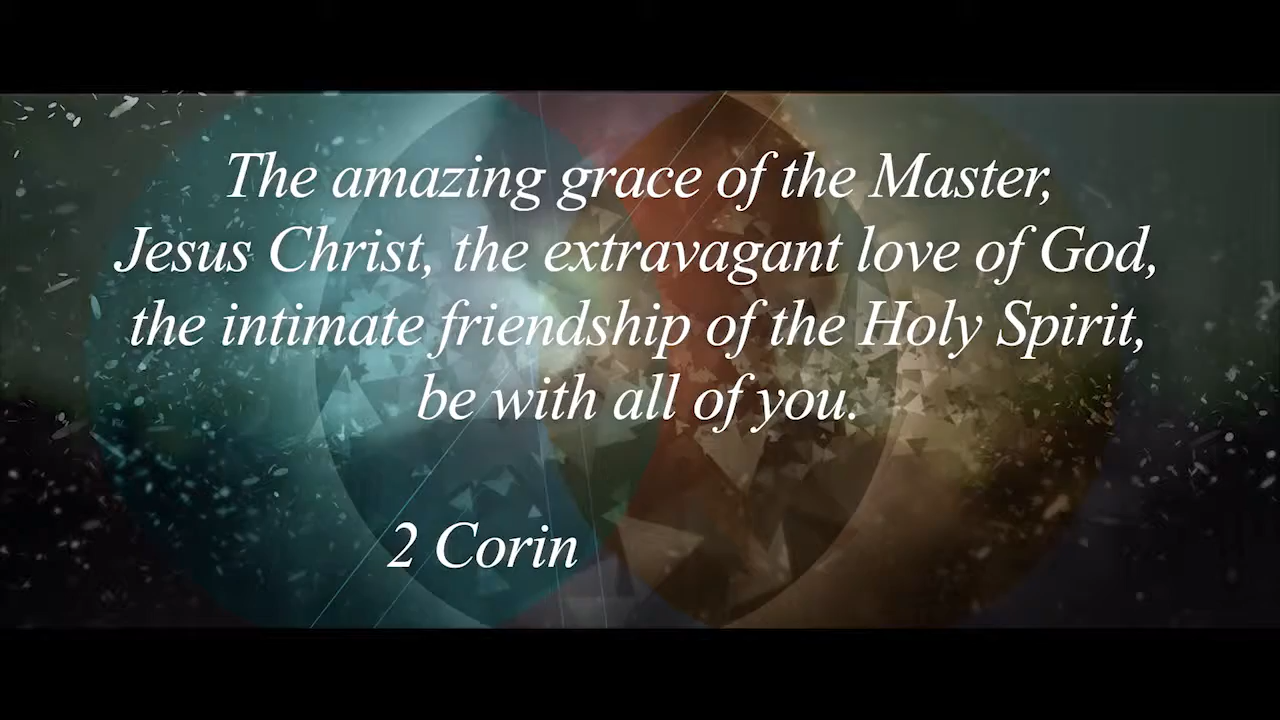 The amazing grace of the Master,
Jesus Christ, the extravagant love of God,
the intimate friendship of the Holy Spirit,
be with all of you.
2 Corin